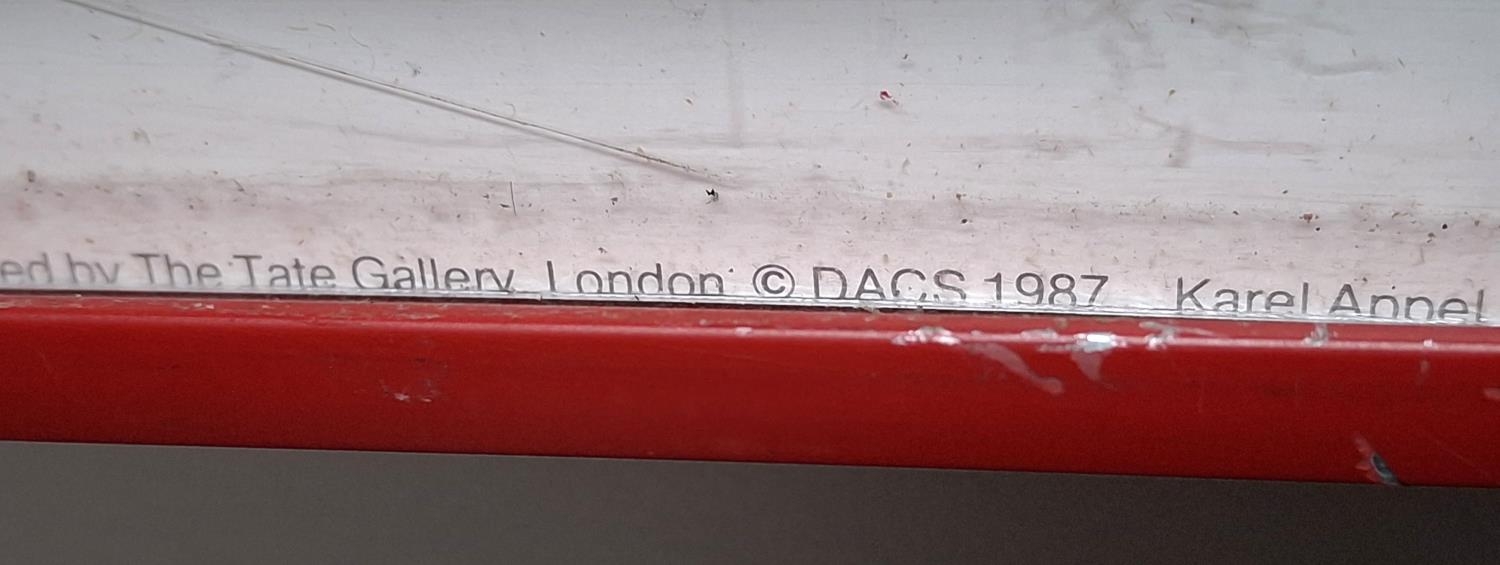 ed by The Tate Gallery London © DACS 1987 Karel Appel